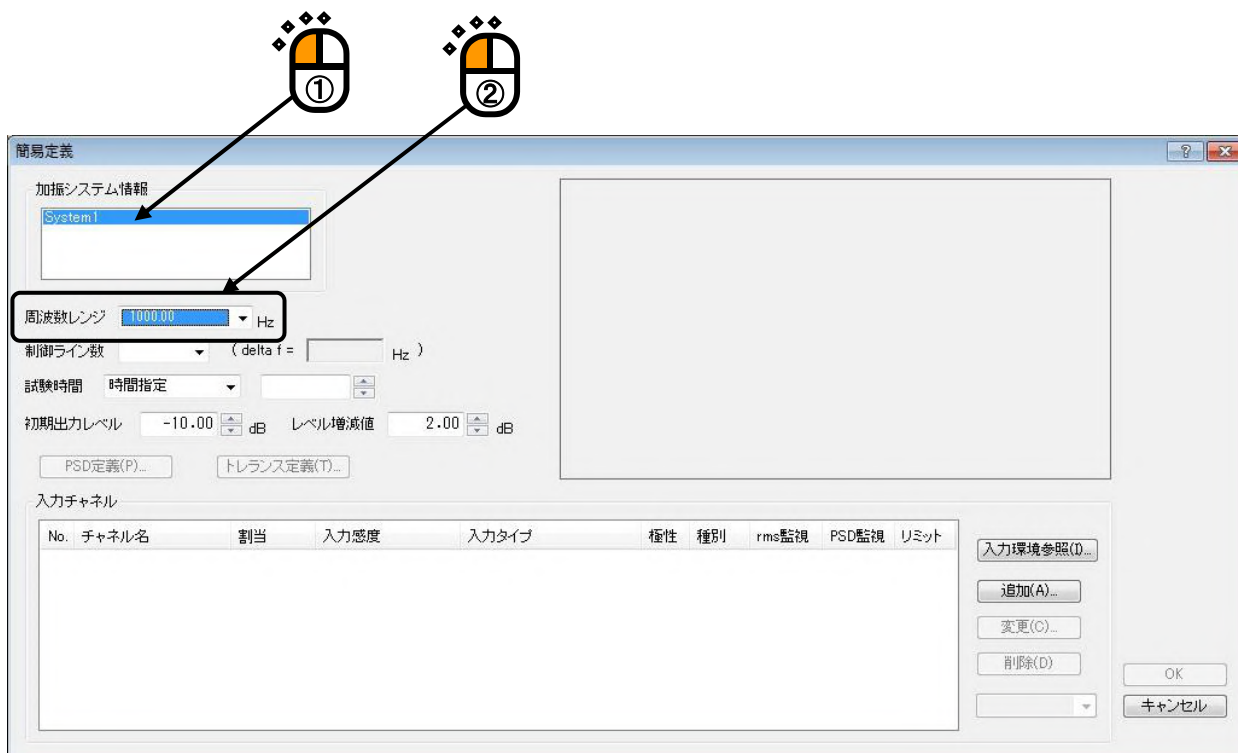 ① ②
簡易定義
加振システム情報
System1
周波数レンジ 1000.00 Hz
制御ライン数 ( delta f = Hz )
試験時間 時間指定
初期出力レベル -10.00 dB レベル増減値 2.00 dB
PSD定義(P)... トレランス定義(T)...
入力チャネル
No. チャネル名 割当 入力感度 入力タイプ 極性 種別 rms監視 PSD監視 リミット
入力環境参照(I)...
追加(A)...
変更(C)...
削除(D)
OK
キャンセル